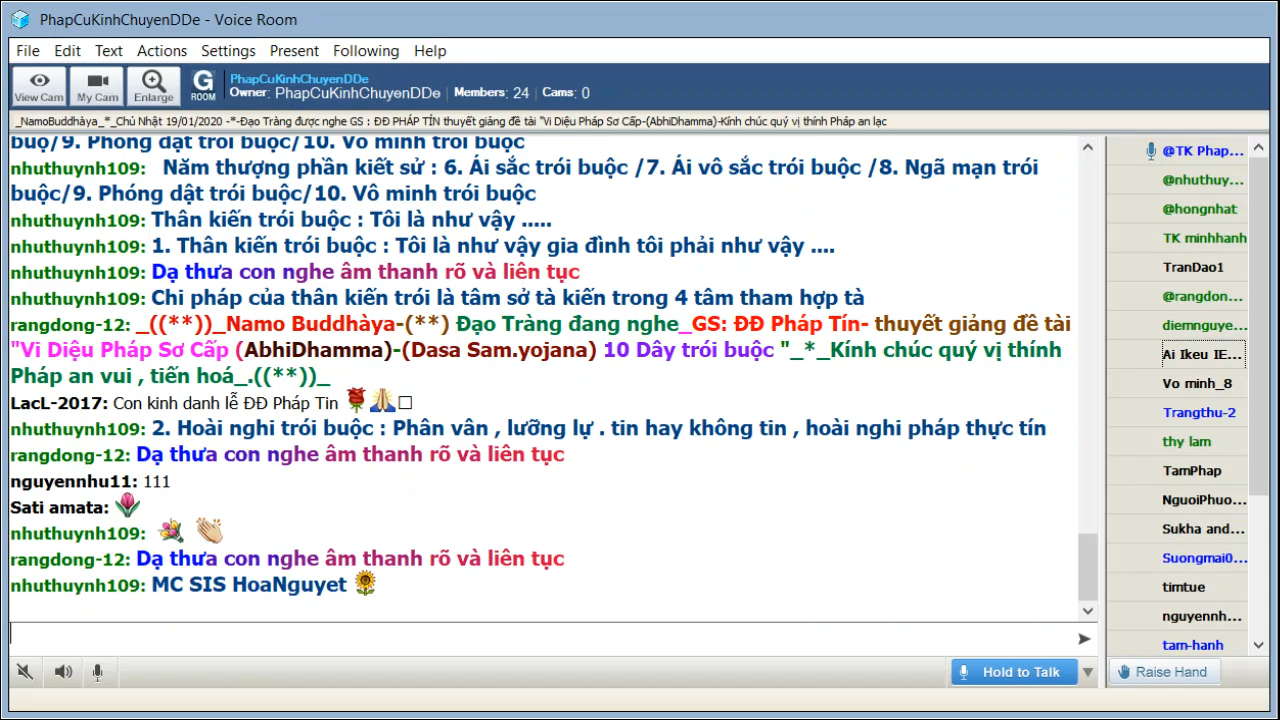 PhapCuKinhChuyenDDe - Voice Room
File Edit Text Actions Settings Present Following Help
View Cam
My Cam
Enlarge
G
ROOM
PhapCuKinhChuyenDDe
Owner: PhapCuKinhChuyenDDe Members: 24 Cams: 0
_NamoBuddhàya_*_Chủ Nhật 19/01/2020 -*-Đạo Tràng được nghe GS : ĐĐ PHÁP TÍN thuyết giảng đề tài "Vi Diệu Pháp Sơ Cấp-(AbhiDhamma)-Kính chúc quý vị thính Pháp an lạc
buộc/9. Phóng dật trói buộc/10. Vô minh trói buộc
nhuthuynh109: Năm thượng phần kiết sử : 6. Ái sắc trói buộc /7. Ái vô sắc trói buộc /8. Ngã mạn trói
buộc/9. Phóng dật trói buộc/10. Vô minh trói buộc
nhuthuynh109: Thân kiến trói buộc : Tôi là như vậy .....
nhuthuynh109: 1. Thân kiến trói buộc : Tôi là như vậy gia đình tôi phải như vậy ....
nhuthuynh109: Dạ thưa con nghe âm thanh rõ và liên tục
nhuthuynh109: Chi pháp của thân kiến trói là tâm sở tà kiến trong 4 tâm tham hợp tà
rangdong-12: _((**))_Namo Buddhàya-(**) Đạo Tràng đang nghe_GS: ĐĐ Pháp Tín- thuyết giảng đề tài
"Vi Diệu Pháp Sơ Cấp (AbhiDhamma)-(Dasa Sam.yojana) 10 Dây trói buộc "_*_Kính chúc quý vị thính
Pháp an vui , tiến hoá_.((**))_
LacL-2017: Con kinh danh lễ ĐĐ Pháp Tin 🌹🙏□
nhuthuynh109: 2. Hoài nghi trói buộc : Phân vân , lưỡng lự . tin hay không tin , hoài nghi pháp thực tín
rangdong-12: Dạ thưa con nghe âm thanh rõ và liên tục
nguyennhu11: 111
Sati amata: 🌷
nhuthuynh109: 💐 👏
rangdong-12: Dạ thưa con nghe âm thanh rõ và liên tục
nhuthuynh109: MC SIS HoaNguyet 🌻
Hold to Talk
@TK Phap...
@nhuthuy...
@hongnhat
TK minhhanh
TranDao1
@rangdon...
diemnguye...
Ai Ikeu IE...
Vo minh_8
Trangthu-2
thy lam
TamPhap
NguoiPhuo...
Sukha and...
Suongmai0...
timtue
nguyennh...
tam-hanh
Raise Hand